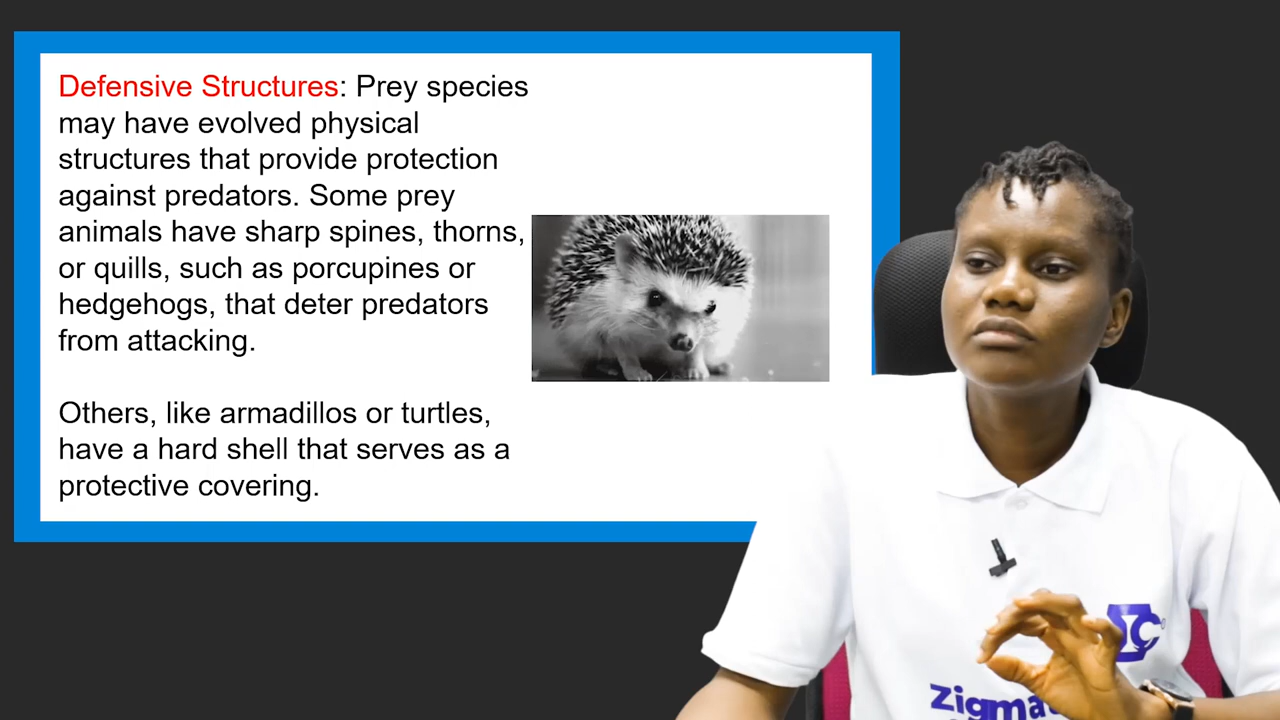 Defensive Structures: Prey species
may have evolved physical
structures that provide protection
against predators. Some prey
animals have sharp spines, thorns,
or quills, such as porcupines or
hedgehogs, that deter predators
from attacking.
Others, like armadillos or turtles,
have a hard shell that serves as a
protective covering.